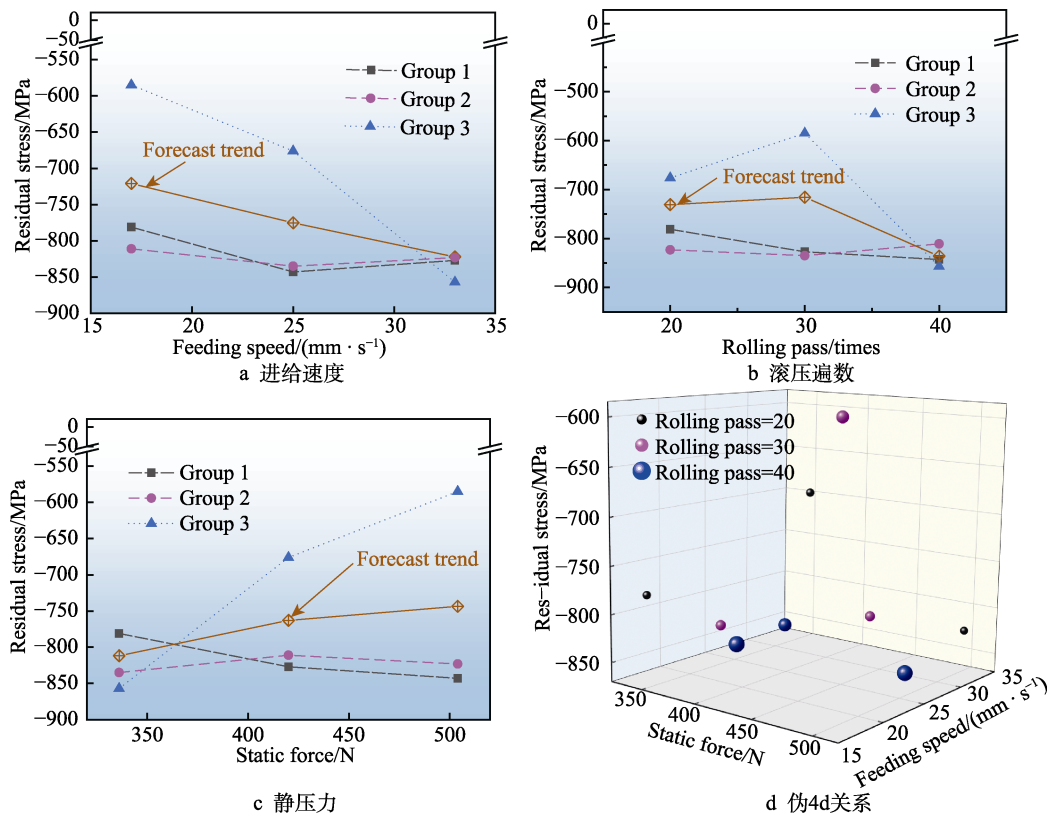 0
−50
−550
−600
−650
−700
−750
−800
−850
−900
Residual stress/MPa
Group 1
Group 2
Group 3
Forecast trend
15 20 25 30 35
Feeding speed/(mm · s⁻¹)
a 进给速度
0
−500
−600
−700
−800
−900
Residual stress/MPa
Group 1
Group 2
Group 3
Forecast trend
20 30 40
Rolling pass/times
b 滚压遍数
0
−50
−550
−600
−650
−700
−750
−800
−850
−900
Residual stress/MPa
Group 1
Group 2
Group 3
Forecast trend
350 400 450 500
Static force/N
c 静压力
−600
−650
−700
−750
−800
−850
Res−idual stress/MPa
Rolling pass=20
Rolling pass=30
Rolling pass=40
350 400 450 500
Static force/N
15 20 25 30 35
Feeding speed/(mm · s⁻¹)
d 伪4d关系